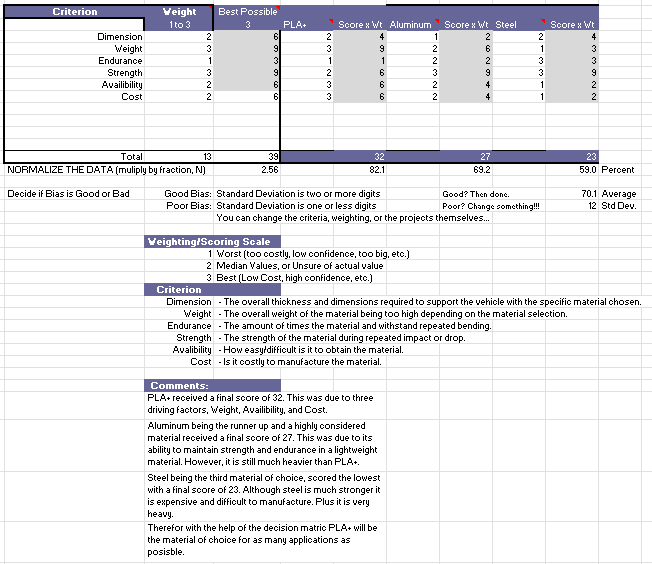 Criterion Weight Best Possible
1 to 3 3 PLA+ Score x Wt Aluminum Score x Wt Steel Score x Wt
Dimension 2 6 2 4 1 2 2 4
Weight 3 9 3 9 2 6 1 3
Endurance 1 3 1 1 2 2 3 3
Strength 3 9 2 6 3 9 3 9
Availibility 2 6 3 6 2 4 1 2
Cost 2 6 3 6 2 4 1 2
Total 13 39 32 27 23
NORMALIZE THE DATA (muliply by fraction, N) 2.56 82.1 69.2 59.0 Percent
Decide if Bias is Good or Bad Good Bias: Standard Deviation is two or more digits Good? Then done. 70.1 Average
Poor Bias: Standard Deviation is one or less digits Poor? Change something!!! 12 Std Dev.
You can change the criteria, weighting, or the projects themselves...
Weighting/Scoring Scale
1 Worst (too costly, low confidence, too big, etc.)
2 Median Values, or Unsure of actual value
3 Best (Low Cost, high confidence, etc.)
Criterion
Dimension - The overall thickness and dimensions required to support the vehicle with the specific material chosen.
Weight - The overall weight of the material being too high depending on the material selection.
Endurance - The amount of times the material and withstand repeated bending.
Strength - The strength of the material during repeated impact or drop.
Avalibility - How easy/difficult is it to obtain the material.
Cost - Is it costly to manufacture the material.
Comments:
PLA+ received a final score of 32. This was due to three
driving factors, Weight, Availibility, and Cost.
Aluminum being the runner up and a highly considered
material received a final score of 27. This was due to its
ability to maintain strength and endurance in a lightweight
material. However, it is still much heavier than PLA+.
Steel being the third material of choice, scored the lowest
with a final score of 23. Although steel is much stronger it
is expensive and difficult to manufacture. Plus it is very
heavy.
Therefor with the help of the decision matric PLA+ will be
the material of choice for as many applications as
posisble.